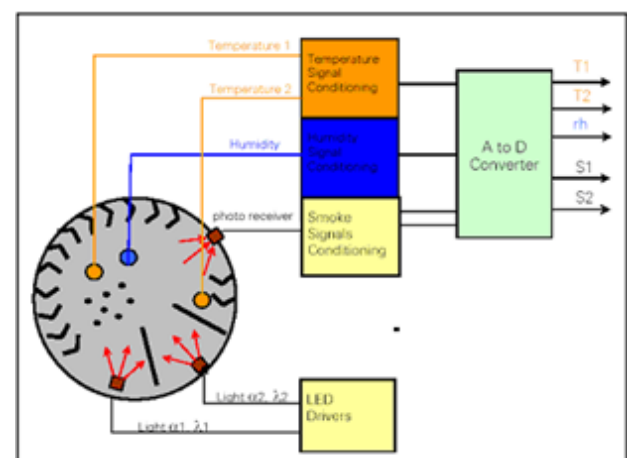 Temperature 1
Temperature
Signal
Conditioning
Temperature 2
Humidity
Humidity
Signal
Conditioning
photo receiver
Smoke
Signals
Conditioning
A to D
Converter
T1
T2
rh
S1
S2
Light α2, λ2
Light α1, λ1
LED
Drivers